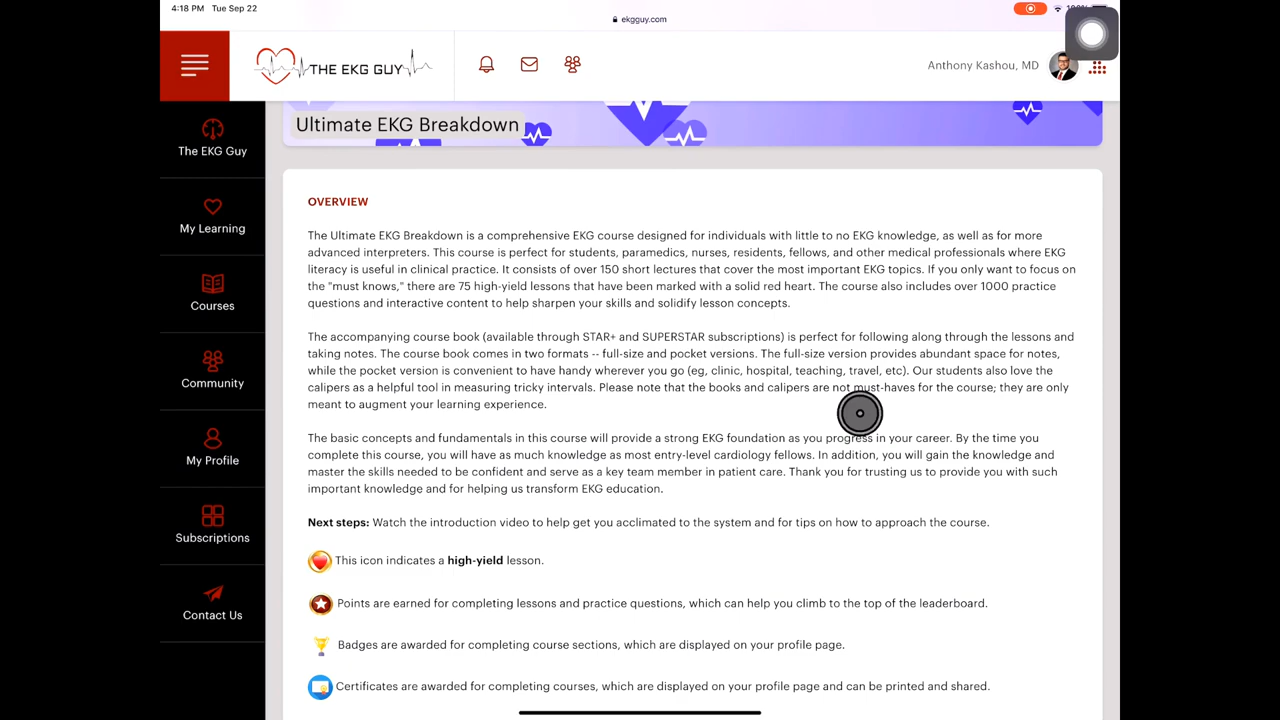 4:18 PM Tue Sep 22
100%
ekgguy.com
THE EKG GUY
Anthony Kashou, MD
The EKG Guy
My Learning
Courses
Community
My Profile
Subscriptions
Contact Us
Ultimate EKG Breakdown
OVERVIEW
The Ultimate EKG Breakdown is a comprehensive EKG course designed for individuals with little to no EKG knowledge, as well as for more
advanced interpreters. This course is perfect for students, paramedics, nurses, residents, fellows, and other medical professionals where EKG
literacy is useful in clinical practice. It consists of over 150 short lectures that cover the most important EKG topics. If you only want to focus on
the "must knows," there are 75 high-yield lessons that have been marked with a solid red heart. The course also includes over 1000 practice
questions and interactive content to help sharpen your skills and solidify lesson concepts.
The accompanying course book (available through STAR+ and SUPERSTAR subscriptions) is perfect for following along through the lessons and
taking notes. The course book comes in two formats -- full-size and pocket versions. The full-size version provides abundant space for notes,
while the pocket version is convenient to have handy wherever you go (eg, clinic, hospital, teaching, travel, etc). Our students also love the
calipers as a helpful tool in measuring tricky intervals. Please note that the books and calipers are not must-haves for the course; they are only
meant to augment your learning experience.
The basic concepts and fundamentals in this course will provide a strong EKG foundation as you progress in your career. By the time you
complete this course, you will have as much knowledge as most entry-level cardiology fellows. In addition, you will gain the knowledge and
master the skills needed to be confident and serve as a key team member in patient care. Thank you for trusting us to provide you with such
important knowledge and for helping us transform EKG education.
Next steps: Watch the introduction video to help get you acclimated to the system and for tips on how to approach the course.
This icon indicates a high-yield lesson.
Points are earned for completing lessons and practice questions, which can help you climb to the top of the leaderboard.
Badges are awarded for completing course sections, which are displayed on your profile page.
Certificates are awarded for completing courses, which are displayed on your profile page and can be printed and shared.